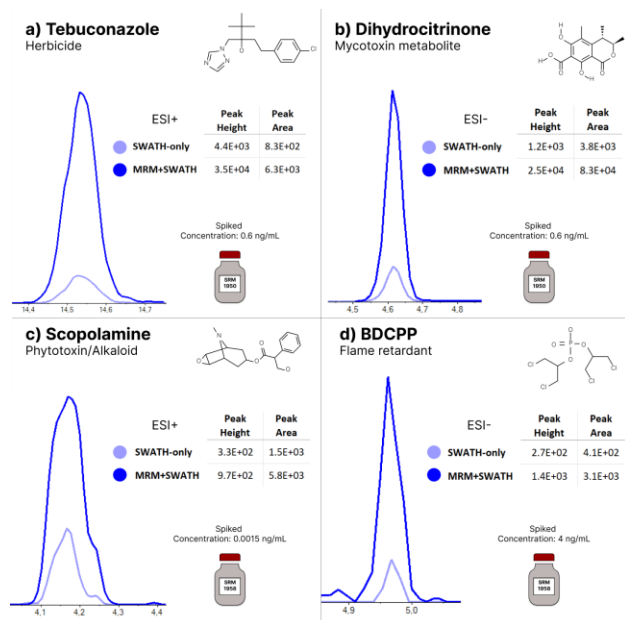 a) Tebuconazole
Herbicide
ESI+
Peak Height
Peak Area
SWATH-only 4.4E+03 8.3E+02
MRM+SWATH 3.5E+04 6.3E+03
Spiked
Concentration: 0.6 ng/mL
SRM
1950
14,4 14,5 14,6 14,7
N
N
N
O
Cl
b) Dihydrocitrinone
Mycotoxin metabolite
ESI-
Peak Height
Peak Area
SWATH-only 1.2E+03 3.8E+03
MRM+SWATH 2.5E+04 8.3E+04
Spiked
Concentration: 0.6 ng/mL
SRM
1950
4,5 4,6 4,7 4,8
H
O
O
H
O
O
O
O
H
c) Scopolamine
Phytotoxin/Alkaloid
ESI+
Peak Height
Peak Area
SWATH-only 3.3E+02 1.5E+03
MRM+SWATH 9.7E+02 5.8E+03
Spiked
Concentration: 0.0015 ng/mL
SRM
1958
4,1 4,2 4,3 4,4
N
O
O
O
O
d) BDCPP
Flame retardant
ESI-
Peak Height
Peak Area
SWATH-only 2.7E+02 4.1E+02
MRM+SWATH 1.4E+03 3.1E+03
Spiked
Concentration: 4 ng/mL
SRM
1958
4,9 5,0
O
O
P
O
O
Cl
Cl
Cl
Cl